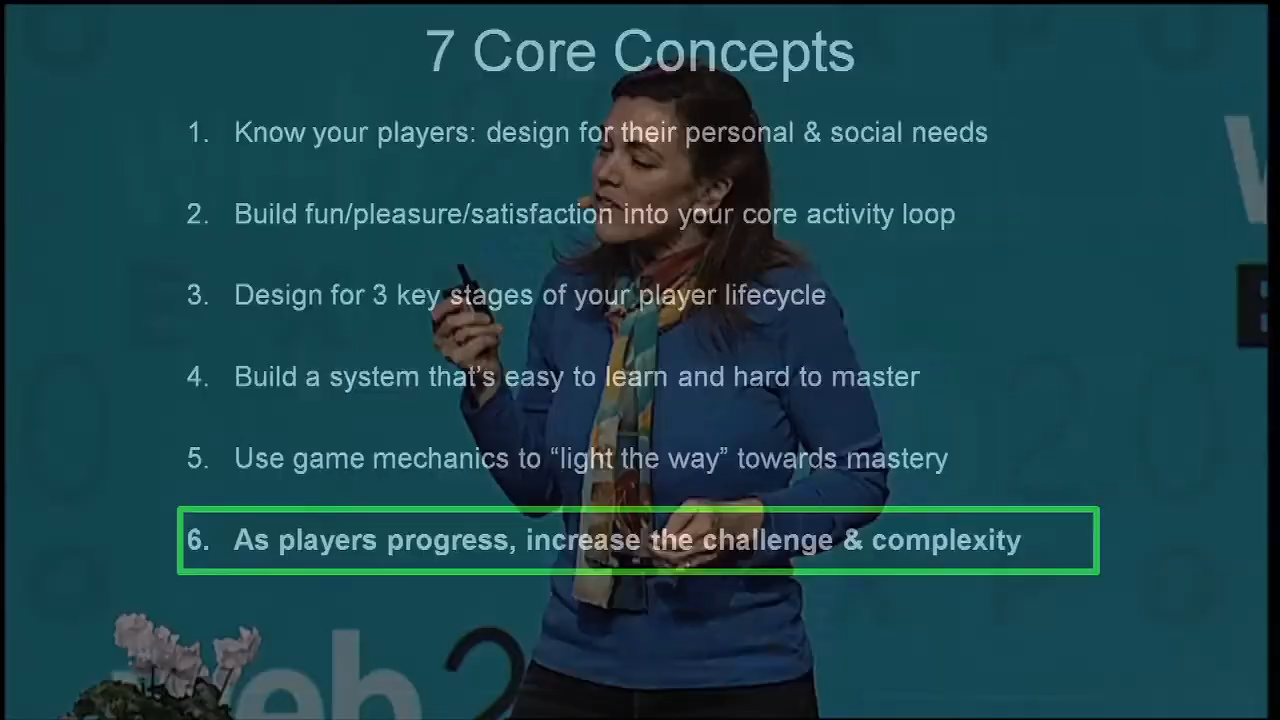 7 Core Concepts
1. Know your players: design for their personal & social needs
2. Build fun/pleasure/satisfaction into your core activity loop
3. Design for 3 key stages of your player lifecycle
4. Build a system that's easy to learn and hard to master
5. Use game mechanics to “light the way” towards mastery
6. As players progress, increase the challenge & complexity
web2